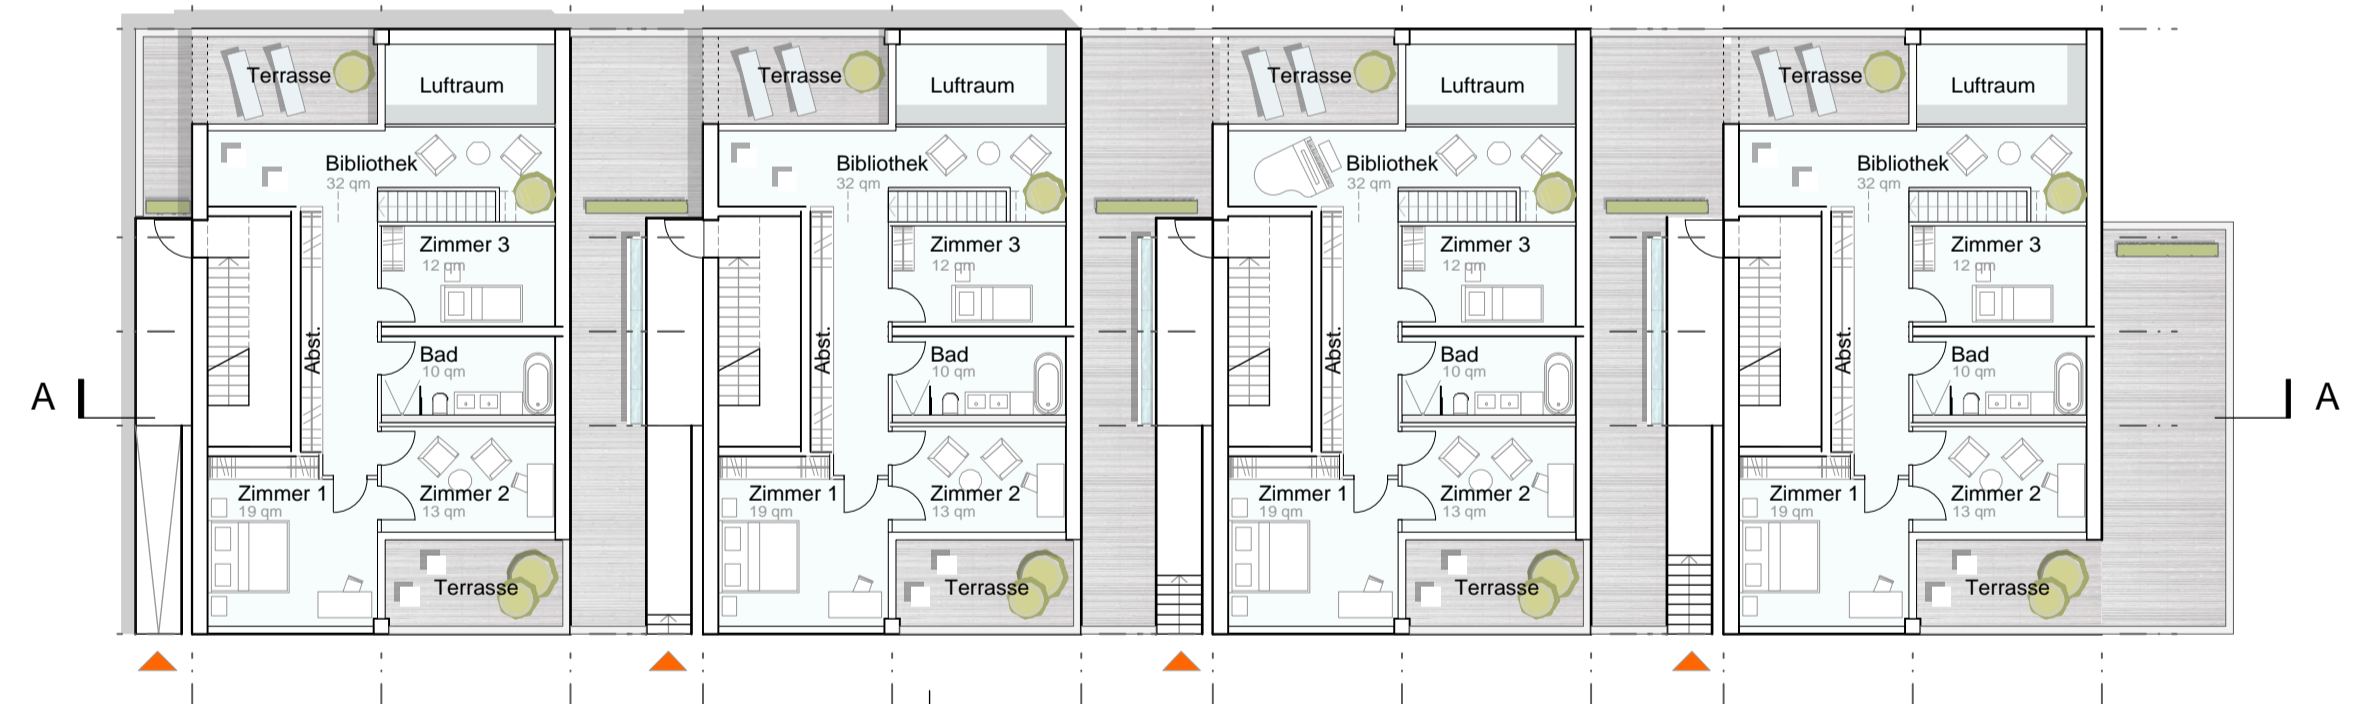 Terrasse
Luftraum
Bibliothek
32 qm
Zimmer 3
12 qm
Abst.
Bad
10 qm
Zimmer 1
19 qm
Zimmer 2
13 qm
Terrasse
Terrasse
Luftraum
Bibliothek
32 qm
Zimmer 3
12 qm
Abst.
Bad
10 qm
Zimmer 1
19 qm
Zimmer 2
13 qm
Terrasse
Terrasse
Luftraum
Bibliothek
32 qm
Zimmer 3
12 qm
Abst.
Bad
10 qm
Zimmer 1
19 qm
Zimmer 2
13 qm
Terrasse
Terrasse
Luftraum
Bibliothek
32 qm
Zimmer 3
12 qm
Abst.
Bad
10 qm
Zimmer 1
19 qm
Zimmer 2
13 qm
Terrasse
A
A